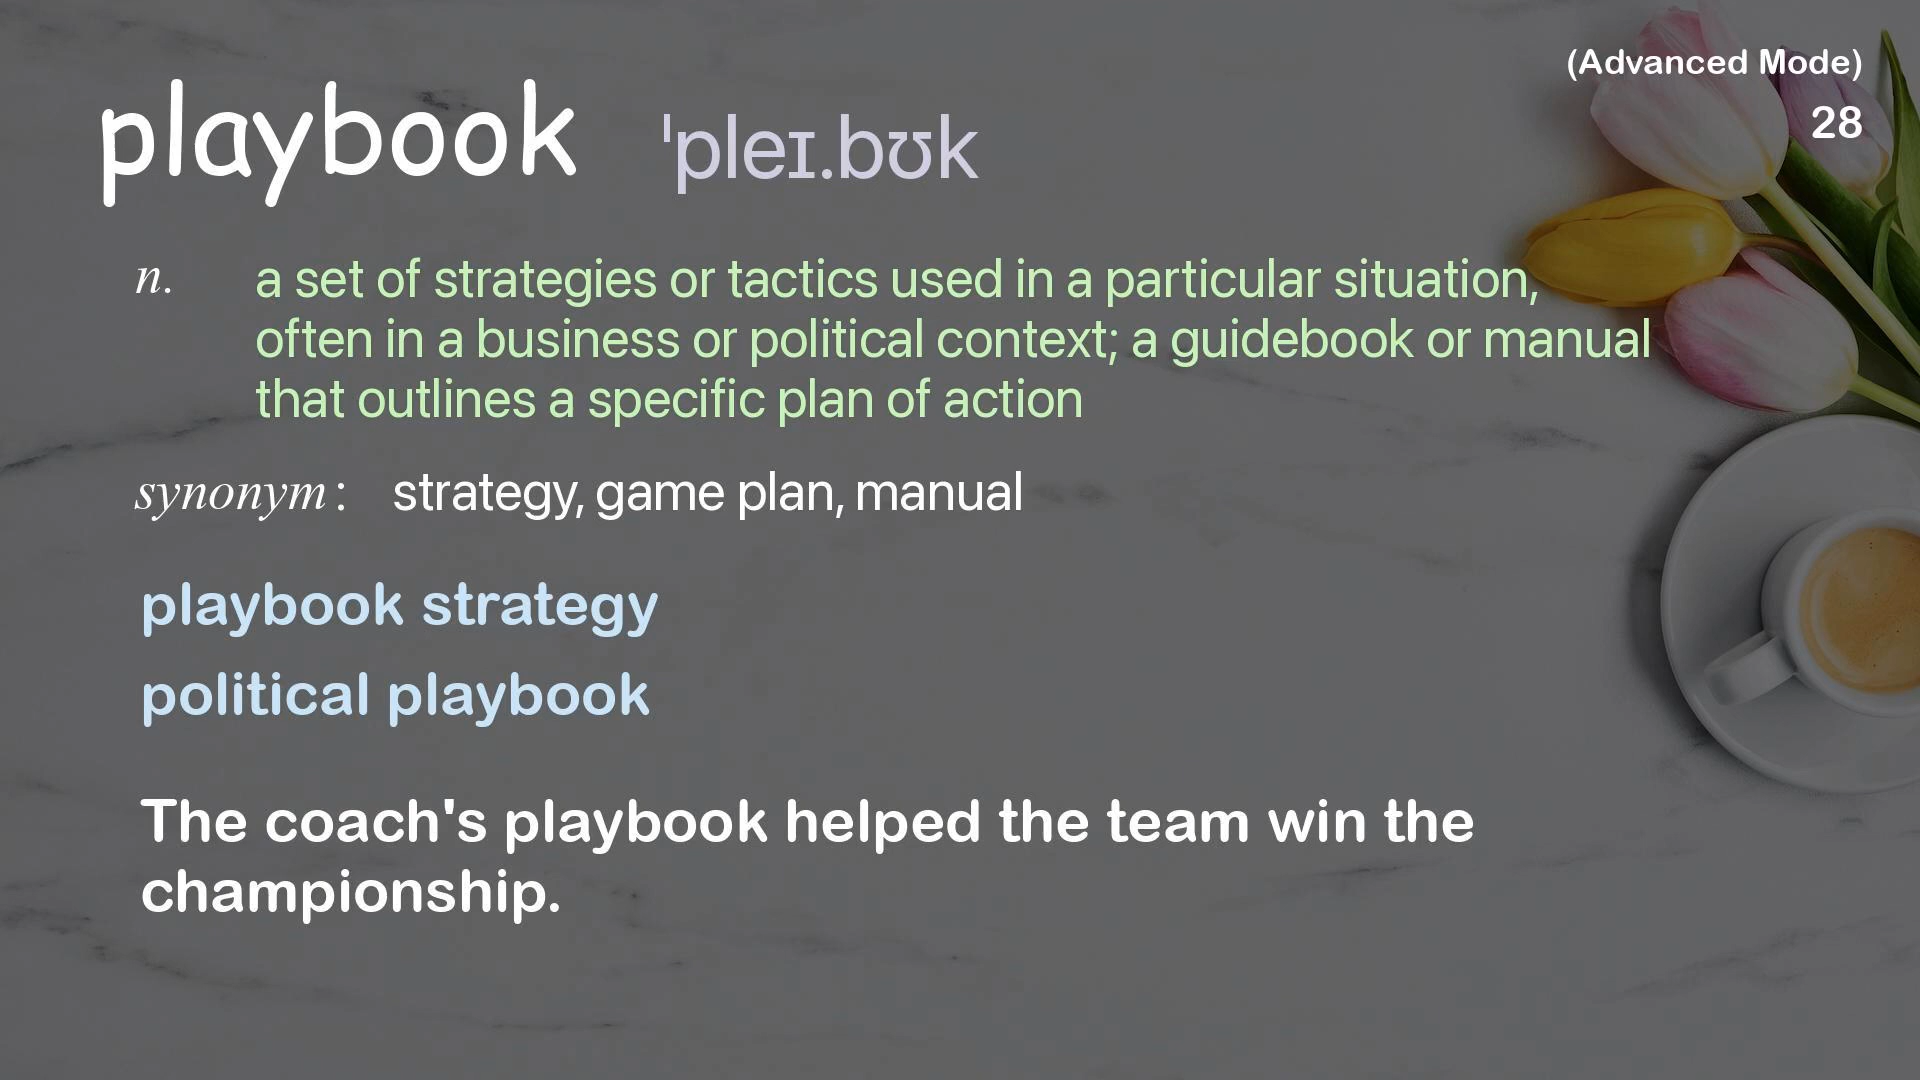 (Advanced Mode)
28
playbook ˈpleɪ.bʊk
n. a set of strategies or tactics used in a particular situation,
often in a business or political context; a guidebook or manual
that outlines a specific plan of action
synonym: strategy, game plan, manual
playbook strategy
political playbook
The coach's playbook helped the team win the
championship.